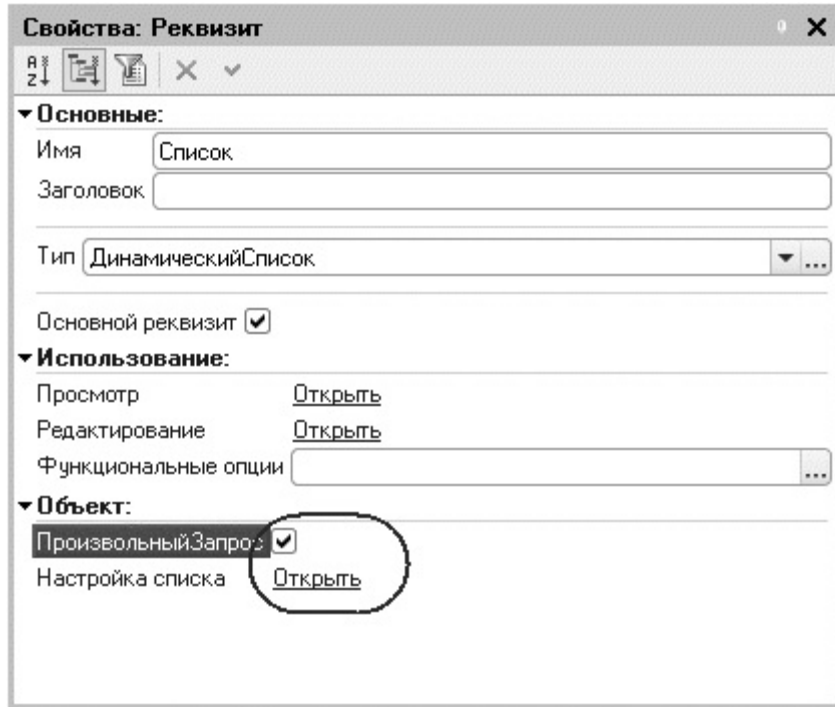 Свойства: Реквизит
Основные:
Имя Список
Заголовок
Тип ДинамическийСписок ...
Основной реквизит
Использование:
Просмотр Открыть
Редактирование Открыть
Функциональные опции ...
Объект:
ПроизвольныйЗапрос
Настройка списка Открыть